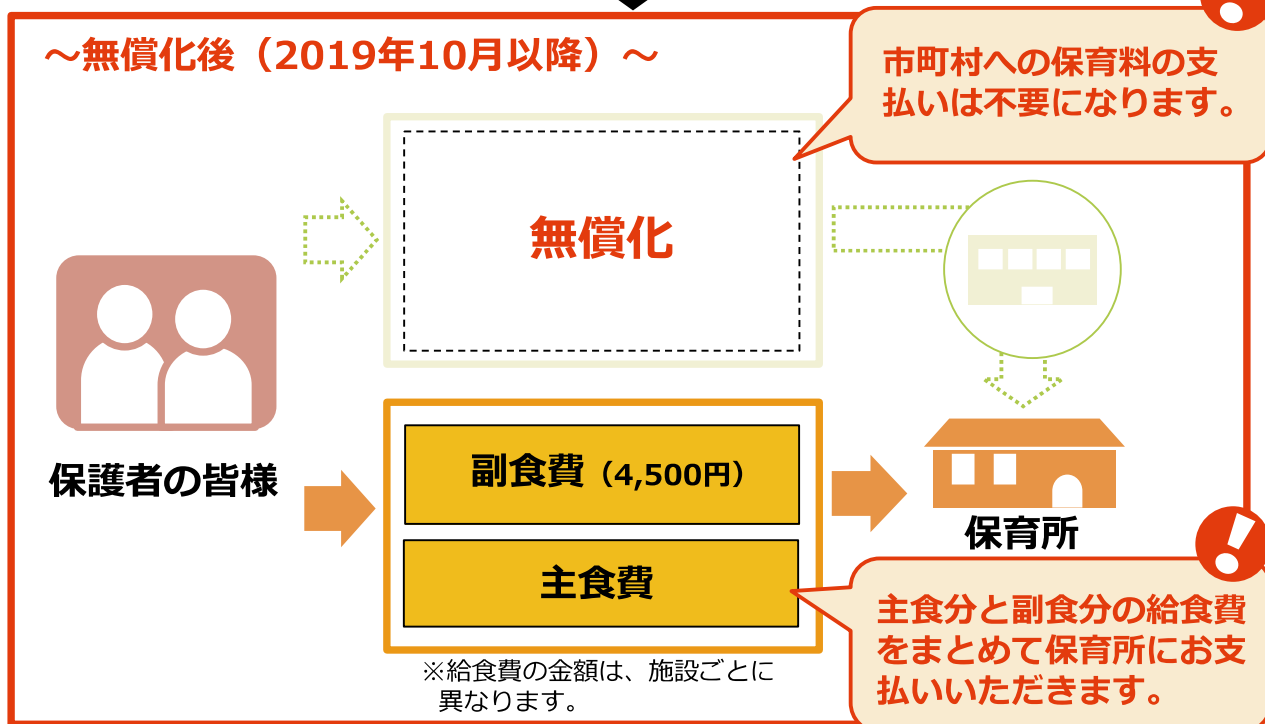 ～無償化後（2019年10月以降）～
市町村への保育料の支
払いは不要になります。
無償化
保護者の皆様
副食費（4,500円）
主食費
保育所
主食分と副食分の給食費
をまとめて保育所にお支
払いいただきます。
※給食費の金額は、施設ごとに
異なります。